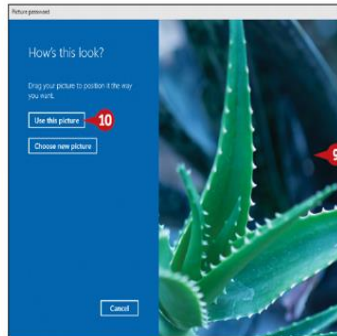 Picture password
How's this look?
Drag your picture to position it the way
you want.
Use this picture
10
Choose new picture
9
Cancel